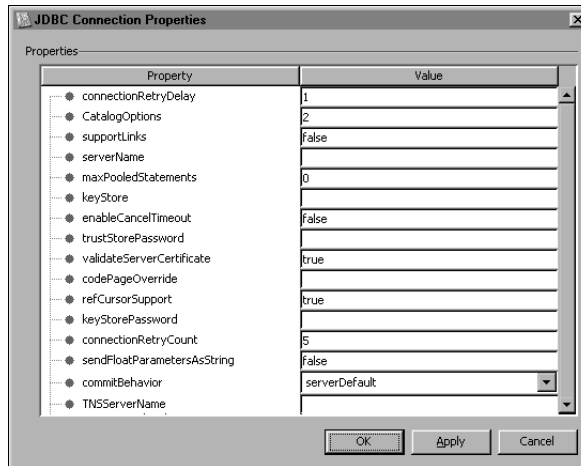 JDBC Connection Properties
Properties
Property Value
connectionRetryDelay 1
CatalogOptions 2
supportLinks false
serverName
maxPooledStatements 0
keyStore
enableCancelTimeout false
trustStorePassword
validateServerCertificate true
codePageOverride
refCursorSupport true
keyStorePassword
connectionRetryCount 5
sendFloatParametersAsString false
commitBehavior serverDefault
TNSServerName
OK Apply Cancel